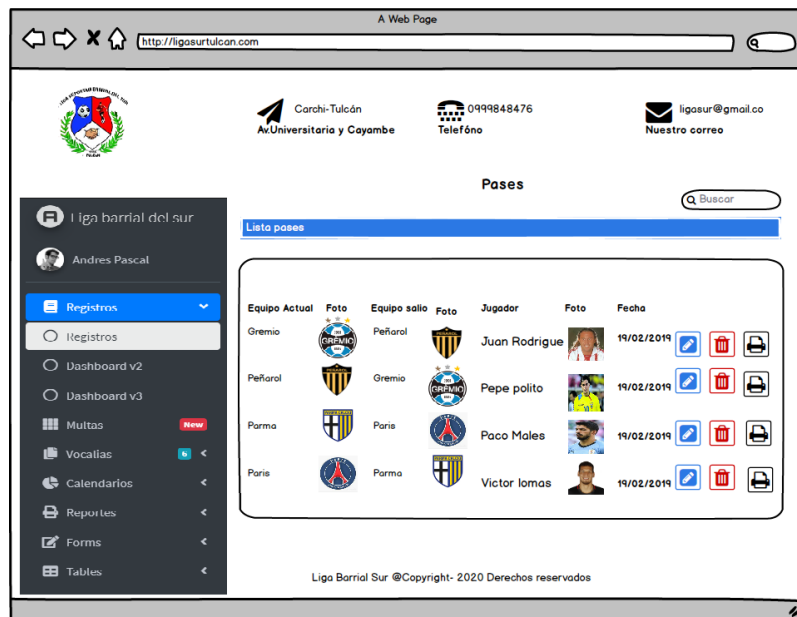 A Web Page
http://ligasurtulcan.com
Carchi-Tulcán
Av.Universitaria y Cayambe
0999848476
Telefóno
ligasur@gmail.co
Nuestro correo
Pases
Buscar
Liga barrial del sur
Andres Pascal
Registros
Registros
Dashboard v2
Dashboard v3
Multas New
Vocalias 6
Calendarios
Reportes
Forms
Tables
Lista pases
Equipo Actual Foto Equipo salio Foto Jugador Foto Fecha
Gremio GRÊMIO Peñarol PEÑAROL Juan Rodrigue 19/02/2019
Peñarol Gremio GRÊMIO Pepe polito 19/02/2019
Parma Paris Paco Males 19/02/2019
Paris Parma Victor lomas 19/02/2019
Liga Barrial Sur @Copyright- 2020 Derechos reservados